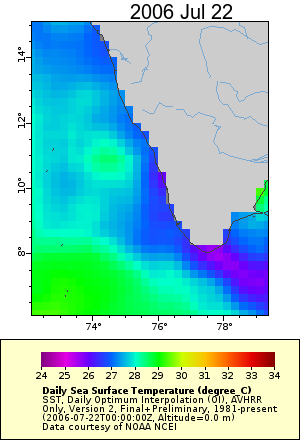 2006 Jul 22
14°
12°
10°
8°
74°
76°
78°
24 25 26 27 28 29 30 31 32 33 34
Daily Sea Surface Temperature (degree_C)
SST, Daily Optimum Interpolation (OI), AVHRR
Only, Version 2, Final+Preliminary, 1981-present
(2006-07-22T00:00:00Z, Altitude=0.0 m)
Data courtesy of NOAA NCEI